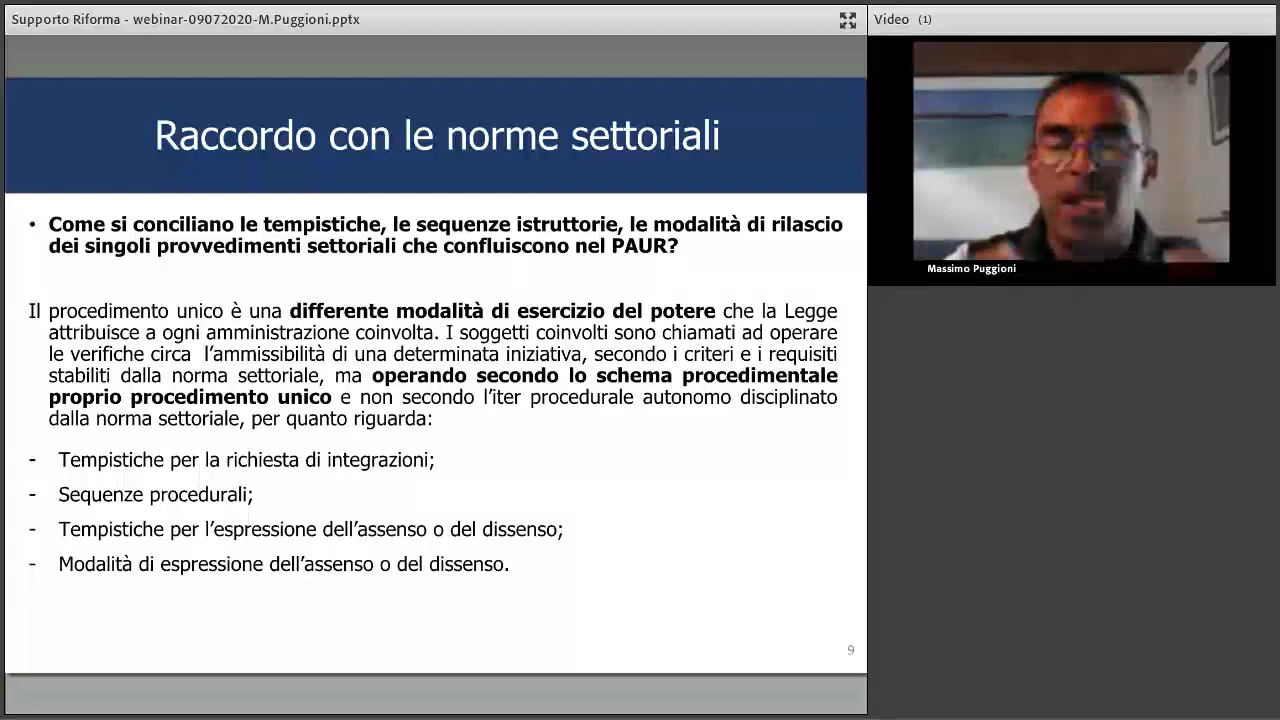 Supporto Riforma - webinar-09072020-M.Puggioni.pptx
Video (1)
Raccordo con le norme settoriali
• Come si conciliano le tempistiche, le sequenze istruttorie, le modalità di rilascio
dei singoli provvedimenti settoriali che confluiscono nel PAUR?
Il procedimento unico è una differente modalità di esercizio del potere che la Legge
attribuisce a ogni amministrazione coinvolta. I soggetti coinvolti sono chiamati ad operare
le verifiche circa l'ammissibilità di una determinata iniziativa, secondo i criteri e i requisiti
stabiliti dalla norma settoriale, ma operando secondo lo schema procedimentale
proprio procedimento unico e non secondo l'iter procedurale autonomo disciplinato
dalla norma settoriale, per quanto riguarda:
- Tempistiche per la richiesta di integrazioni;
- Sequenze procedurali;
- Tempistiche per l'espressione dell'assenso o del dissenso;
- Modalità di espressione dell'assenso o del dissenso.
9
Massimo Puggioni